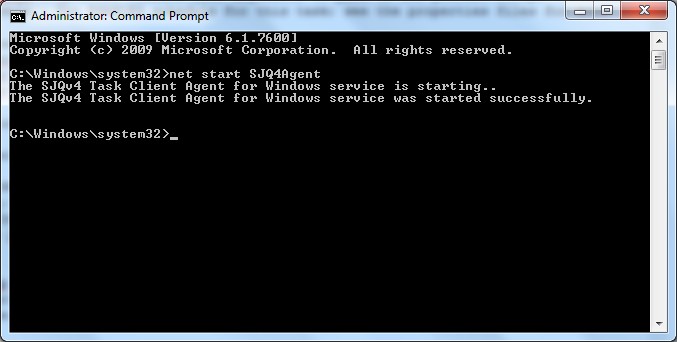 Administrator: Command Prompt
Microsoft Windows [Version 6.1.7600]
Copyright (c) 2009 Microsoft Corporation.  All rights reserved.
C:\Windows\system32>net start SJQ4Agent
The SJQv4 Task Client Agent for Windows service is starting..
The SJQv4 Task Client Agent for Windows service was started successfully.
C:\Windows\system32>_